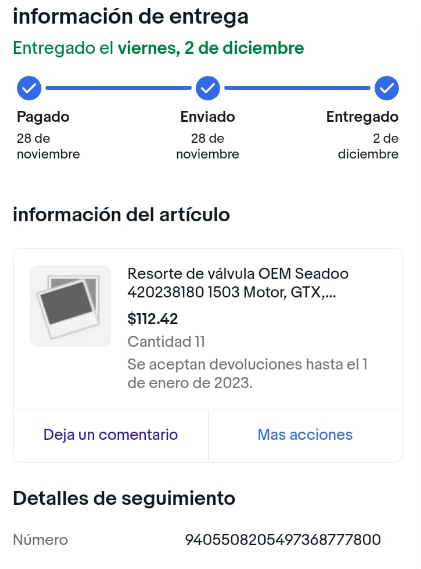 información de entrega
Entregado el viernes, 2 de diciembre
Pagado
28 de
noviembre
Enviado
28 de
noviembre
Entregado
2 de
diciembre
información del artículo
Resorte de válvula OEM Seadoo
420238180 1503 Motor, GTX,...
$112.42
Cantidad 11
Se aceptan devoluciones hasta el 1
de enero de 2023.
Deja un comentario
Mas acciones
Detalles de seguimiento
Número
9405508205497368777800